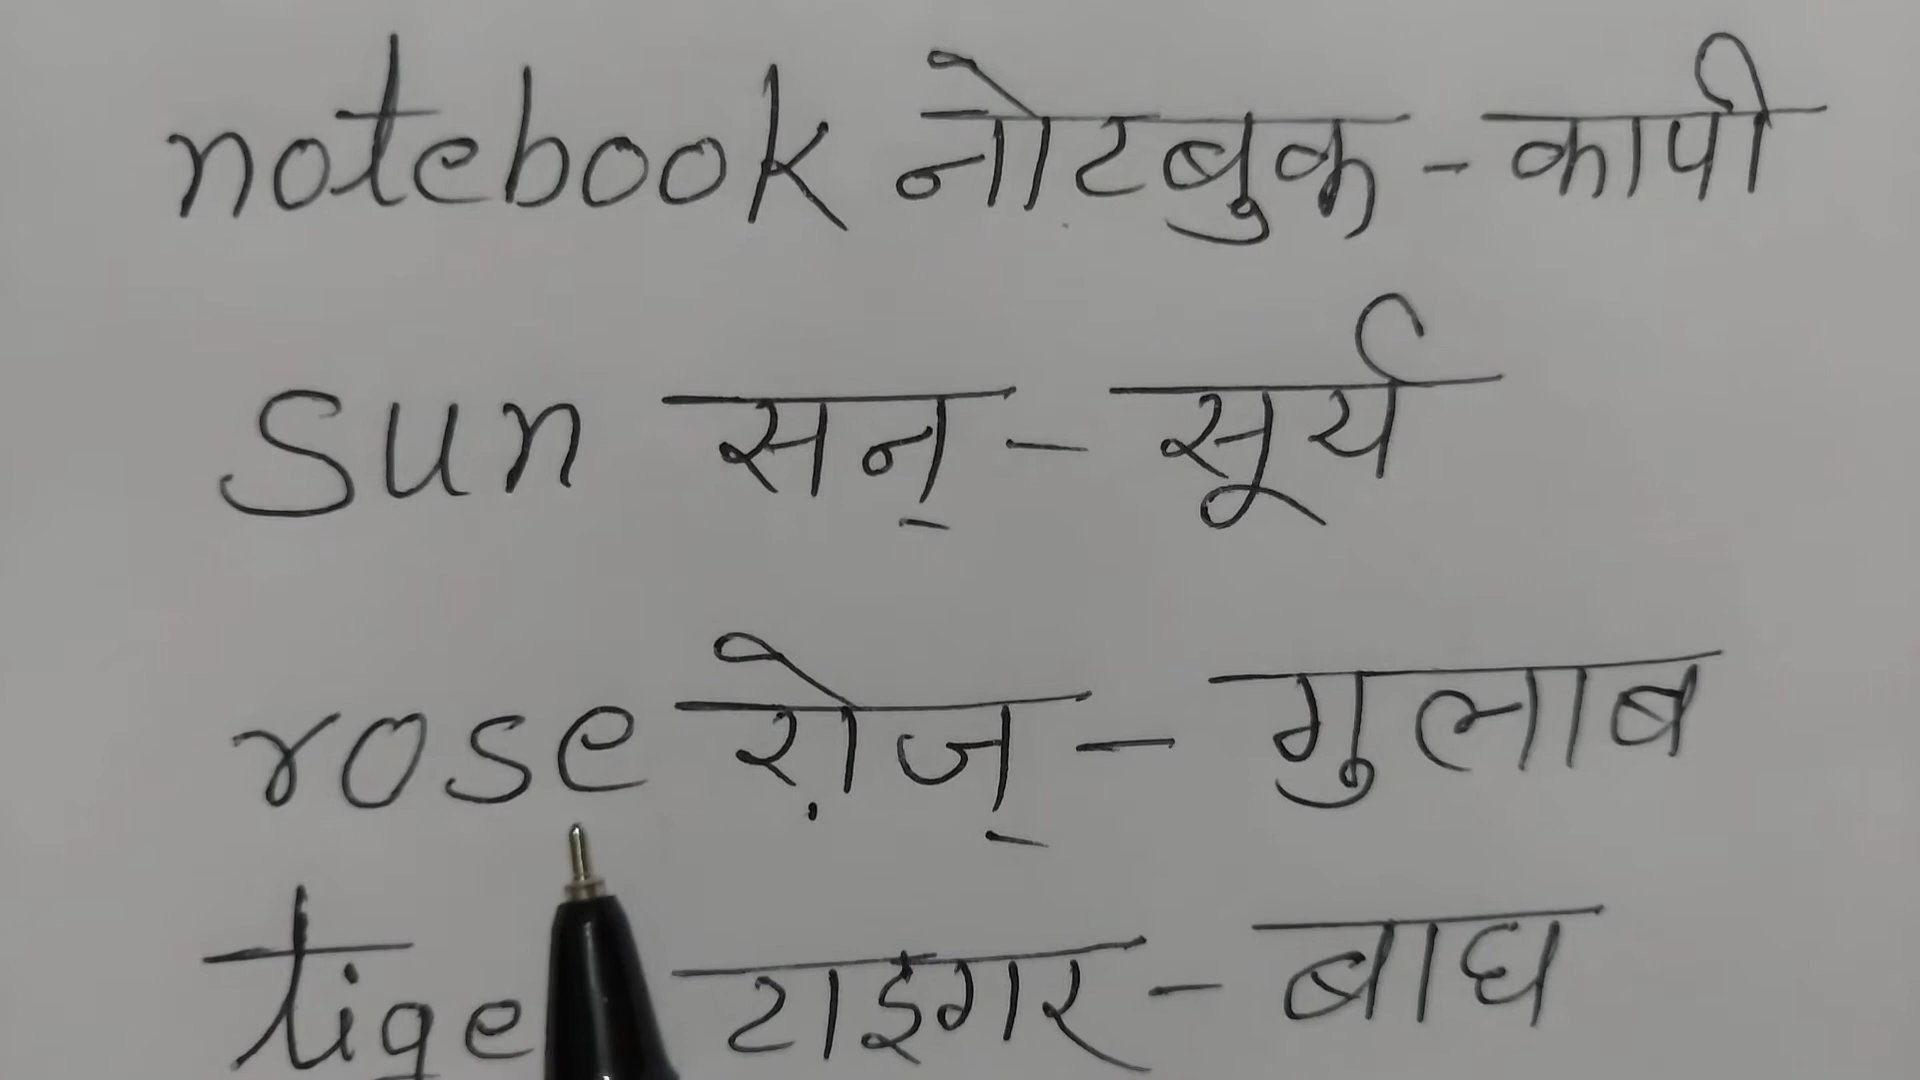 notebook नोटबुक - कापी
sun सन् - सूर्य
rose रो़ज् - गुलाब
tige टाइगर - बाघ